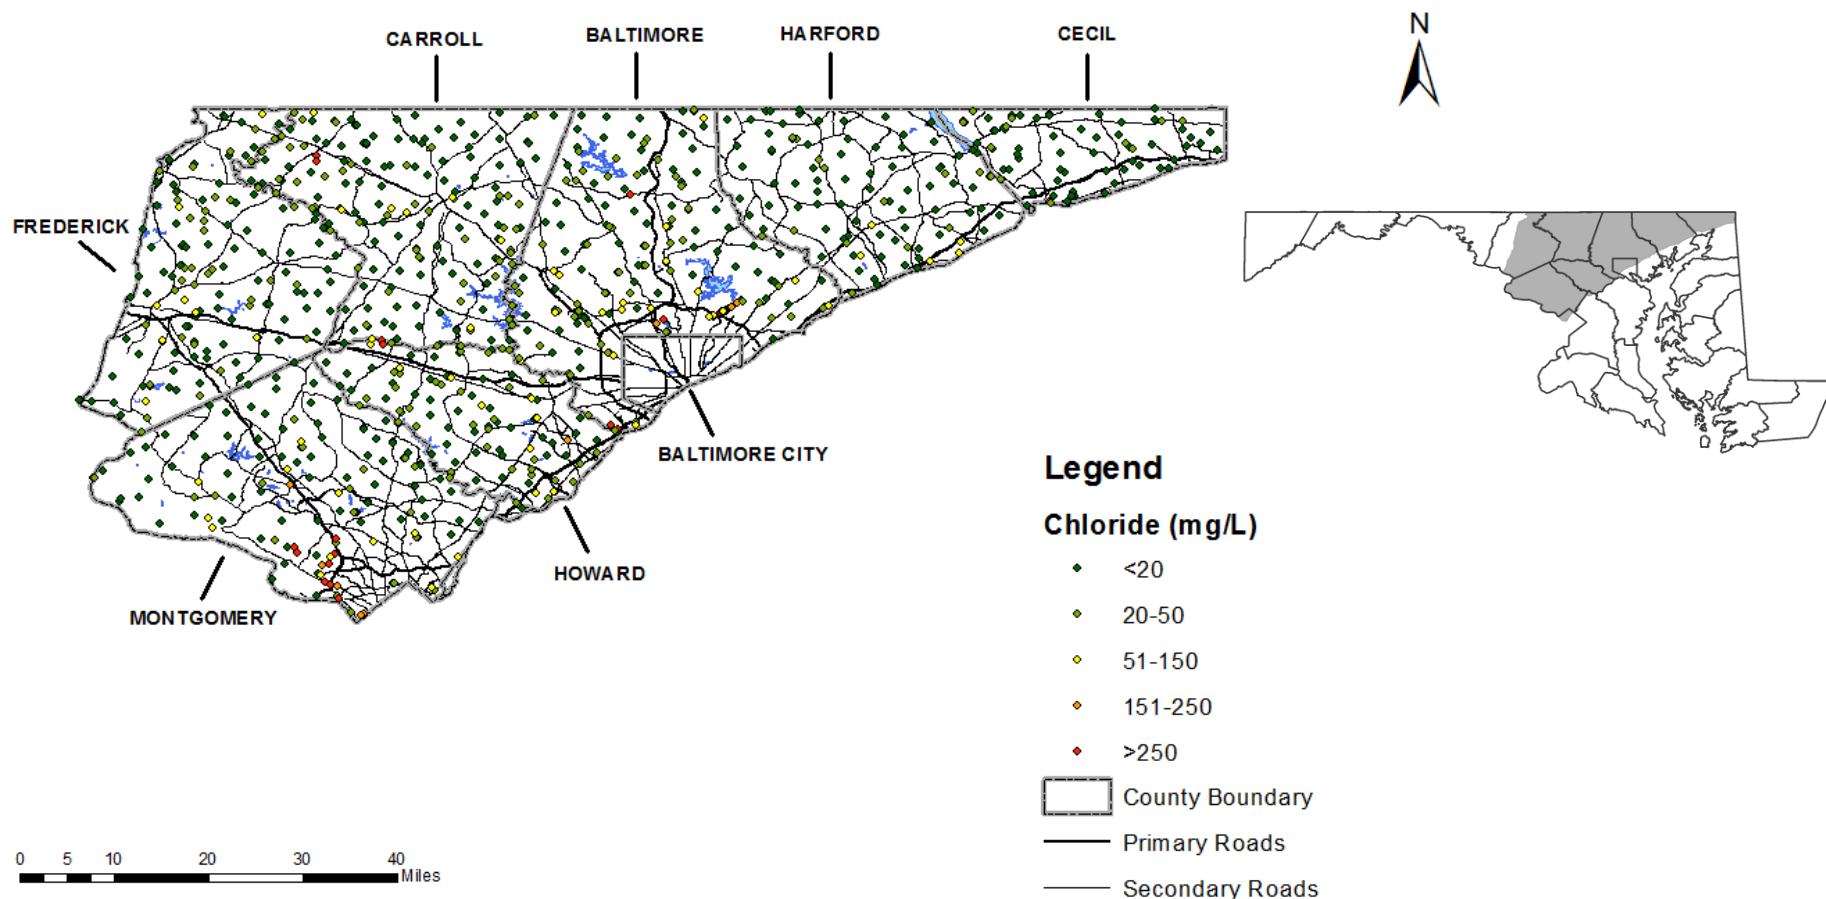 N
CARROLL
BALTIMORE
HARFORD
CECIL
FREDERICK
BALTIMORE CITY
HOWARD
MONTGOMERY
Legend
Chloride (mg/L)
<20
20-50
51-150
151-250
>250
County Boundary
Primary Roads
Secondary Roads
0 5 10 20 30 40
Miles